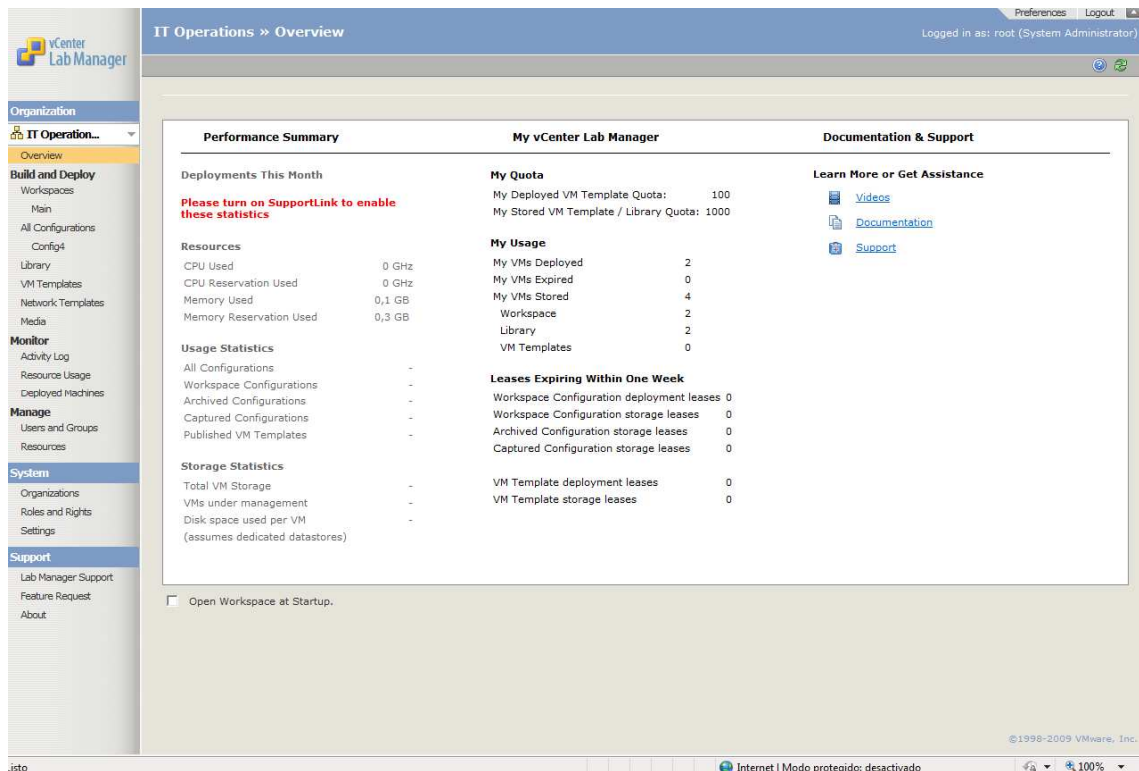 Preferences Logout
vCenter
Lab Manager
IT Operations » Overview
Logged in as: root (System Administrator)
Organization
IT Operation...
Overview
Build and Deploy
Workspaces
Main
All Configurations
Config4
Library
VM Templates
Network Templates
Media
Monitor
Activity Log
Resource Usage
Deployed Machines
Manage
Users and Groups
Resources
System
Organizations
Roles and Rights
Settings
Support
Lab Manager Support
Feature Request
About
Performance Summary
Deployments This Month
Please turn on SupportLink to enable
these statistics
Resources
CPU Used 0 GHz
CPU Reservation Used 0 GHz
Memory Used 0,1 GB
Memory Reservation Used 0,3 GB
Usage Statistics
All Configurations -
Workspace Configurations -
Archived Configurations -
Captured Configurations -
Published VM Templates -
Storage Statistics
Total VM Storage -
VMs under management -
Disk space used per VM -
(assumes dedicated datastores)
My vCenter Lab Manager
My Quota
My Deployed VM Template Quota: 100
My Stored VM Template / Library Quota: 1000
My Usage
My VMs Deployed 2
My VMs Expired 0
My VMs Stored 4
Workspace 2
Library 2
VM Templates 0
Leases Expiring Within One Week
Workspace Configuration deployment leases 0
Workspace Configuration storage leases 0
Archived Configuration storage leases 0
Captured Configuration storage leases 0
VM Template deployment leases 0
VM Template storage leases 0
Documentation & Support
Learn More or Get Assistance
Videos
Documentation
Support
Open Workspace at Startup.
©1998-2009 VMware, Inc.
isto
Internet | Modo protegido: desactivado
100%